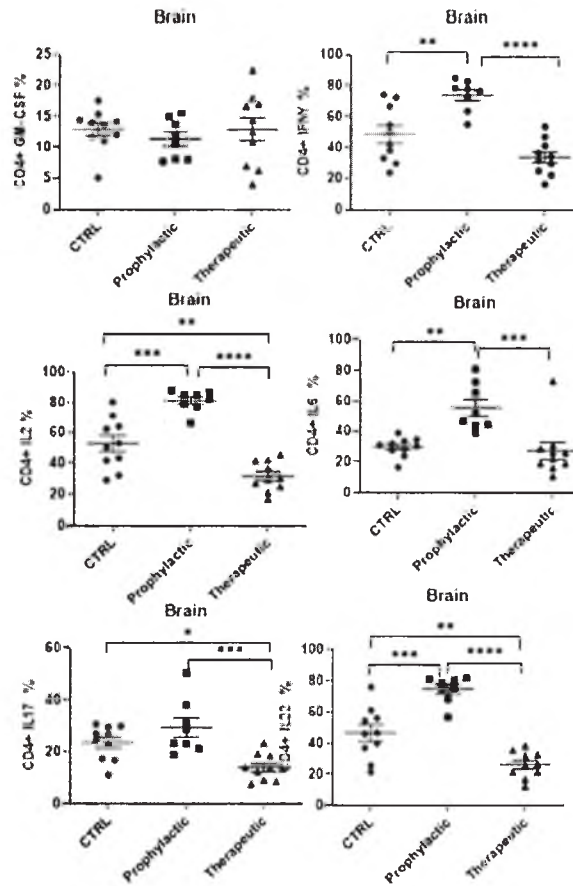 Brain
CD4+ GM-CSF %
25
20
15
10
5
0
CTRL
Prophylactic
Therapeutic
Brain
**
****
CD4+ IFNY %
100
80
60
40
20
0
CTRL
Prophylactic
Therapeutic
Brain
**
***
****
CD4+ IL2 %
100
80
60
40
20
0
CTRL
Prophylactic
Therapeutic
Brain
**
***
%
100
80
60
40
20
0
CTRL
Prophylactic
Therapeutic
Brain
*
***
CD4+ IL17 %
60
40
20
0
CTRL
Prophylactic
Therapeutic
Brain
**
***
****
CD4+ IL22 %
100
80
60
40
20
0
CTRL
Prophylactic
Therapeutic